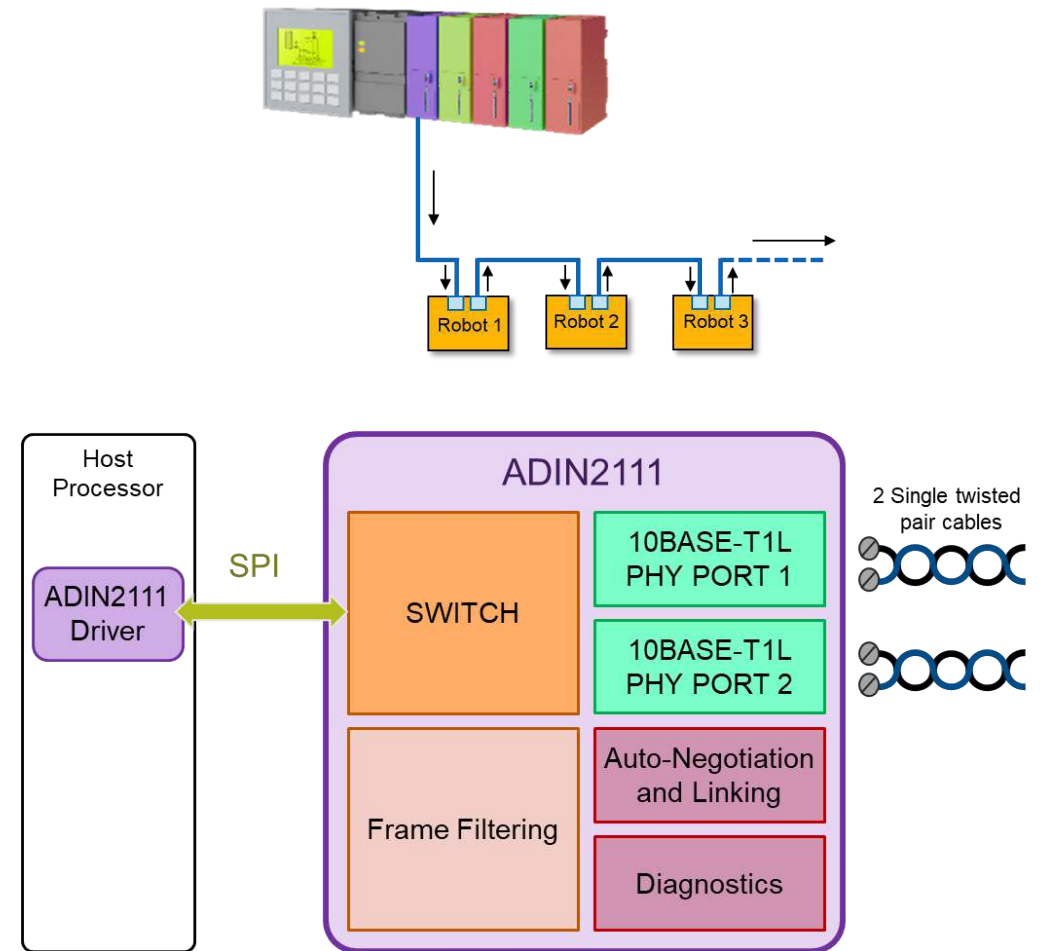 Robot 1
Robot 2
Robot 3
Host
Processor
ADIN2111
Driver
SPI
ADIN2111
SWITCH
10BASE-T1L
PHY PORT 1
10BASE-T1L
PHY PORT 2
Frame Filtering
Auto-Negotiation
and Linking
Diagnostics
2 Single twisted
pair cables